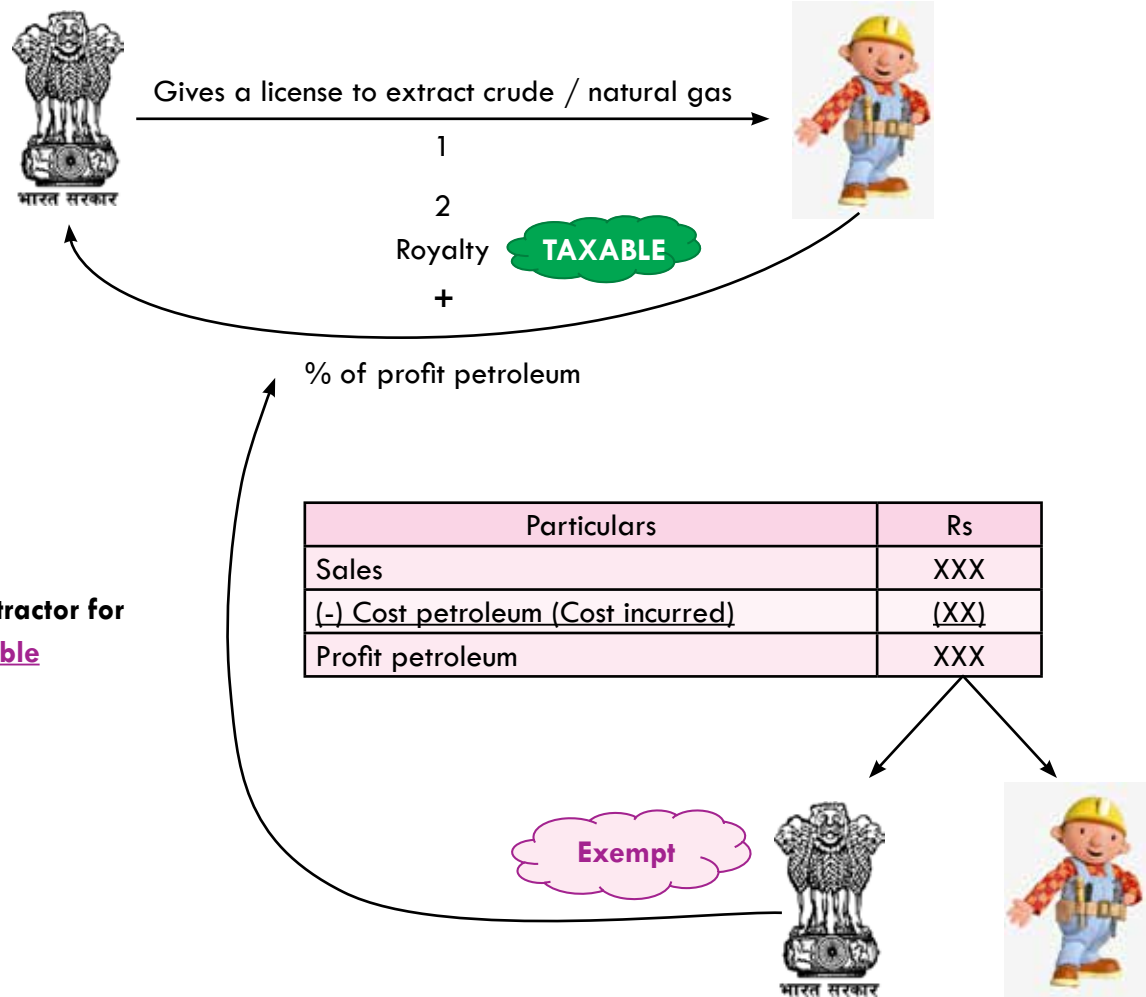 Gives a license to extract crude / natural gas
1
भारत सरकार
2
Royalty TAXABLE
+
% of profit petroleum
Particulars Rs
Sales XXX
tractor for
(-) Cost petroleum (Cost incurred) (XX)
ble
Profit petroleum XXX
Exempt
भारत सरकार